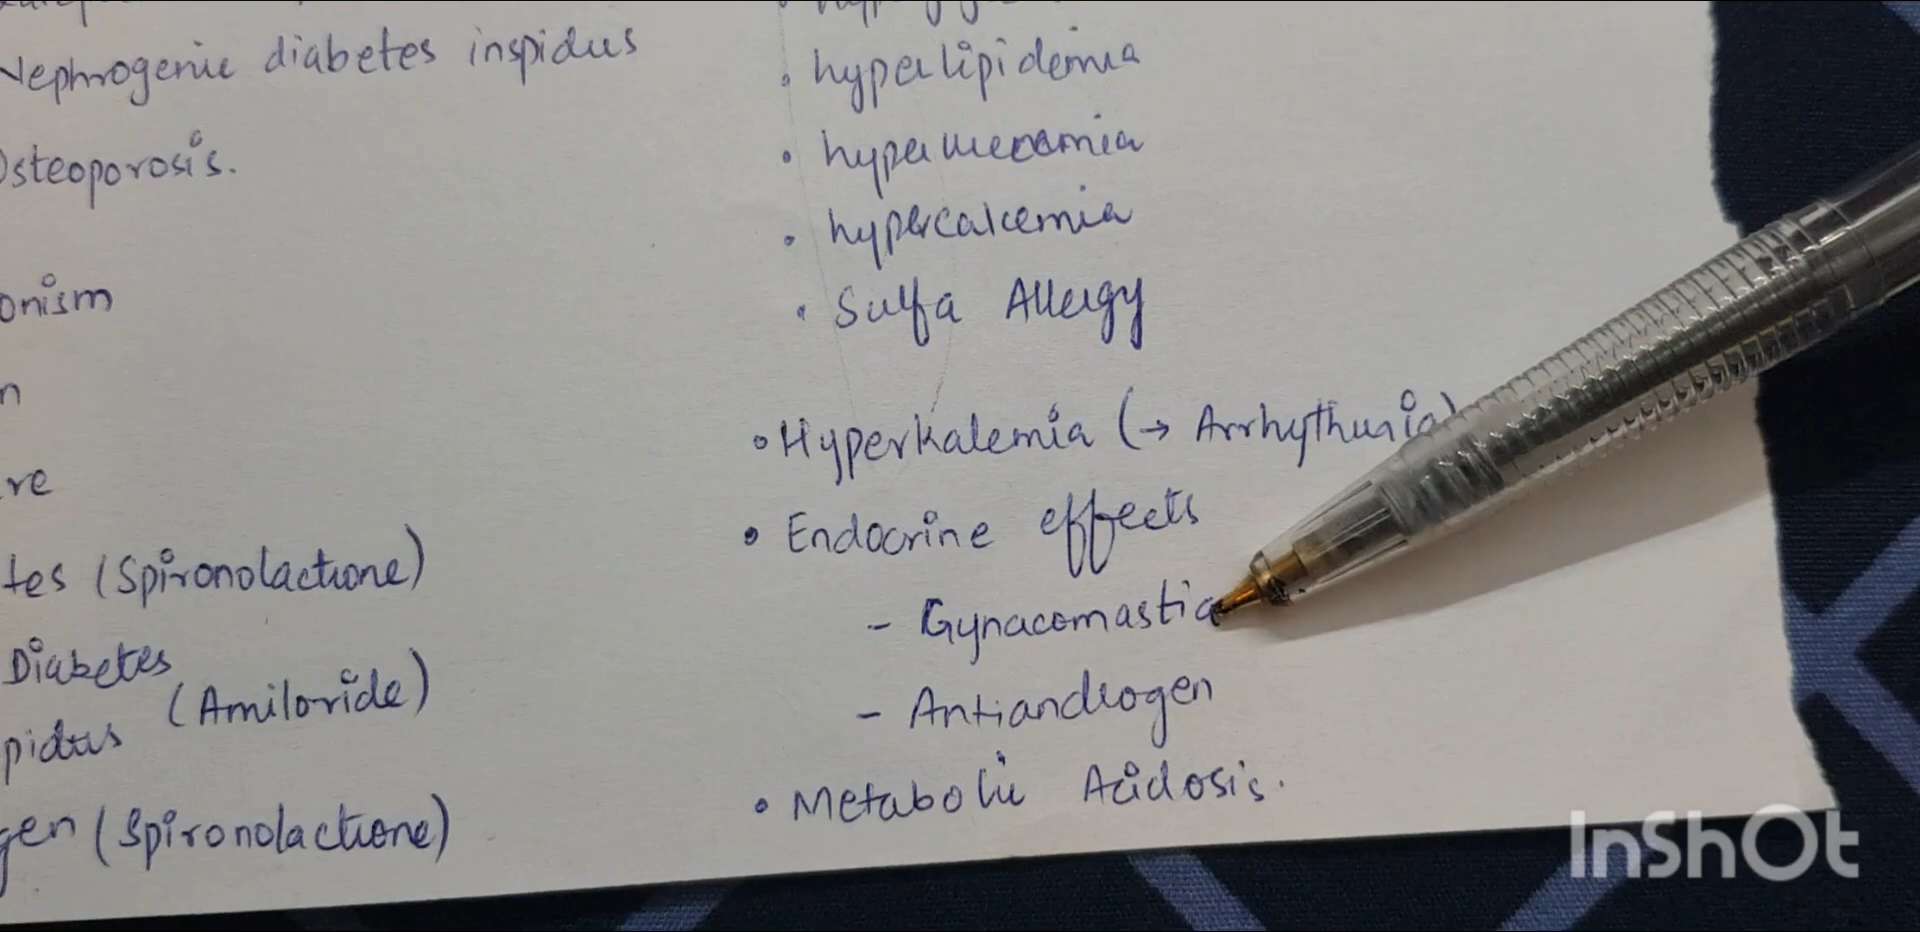 Nephrogenic diabetes inspidus
Osteoporosis.
onism
n
re
tes (Spironolactone)
Diabetes
pidus (Amiloride)
gen (Spironolactone)
• hyperlipidemia
• hyperuricemia
• hypercalcemia
• Sulfa Allergy
• Hyperkalemia (→ Arrhythmia)
• Endocrine effects
- Gynacomastia
- Antiandrogen
• Metabolic Acidosis.
InShOt